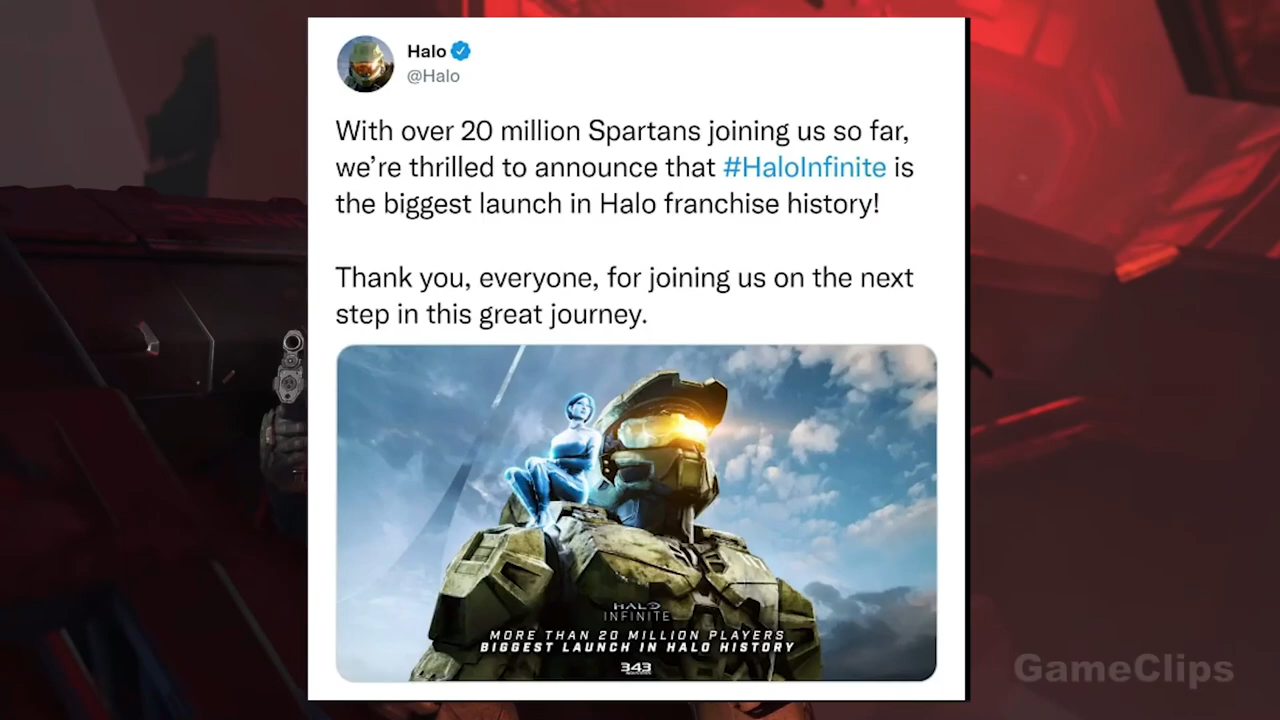 Halo
@Halo
With over 20 million Spartans joining us so far,
we're thrilled to announce that #HaloInfinite is
the biggest launch in Halo franchise history!
Thank you, everyone, for joining us on the next
step in this great journey.
HALO
INFINITE
MORE THAN 20 MILLION PLAYERS
BIGGEST LAUNCH IN HALO HISTORY
343
GameClips